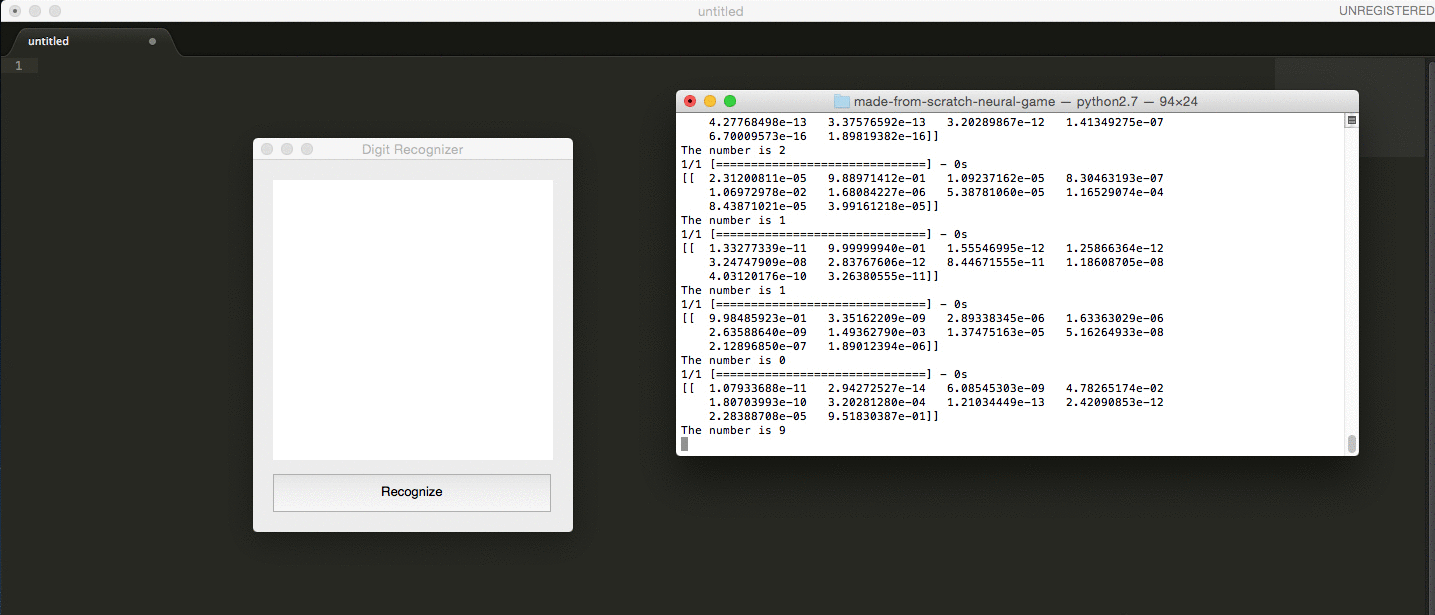 untitled
UNREGISTERED
untitled
1
Digit Recognizer
Recognize
made-from-scratch-neural-game — python2.7 — 94×24
4.27768498e-13 3.37576592e-13 3.20289867e-12 1.41349275e-07
6.70009573e-16 1.89819382e-16]]
The number is 2
1/1 [==============================] - 0s
[[ 2.31200811e-05 9.88971412e-01 1.09237162e-05 8.30463193e-07
1.06972978e-02 1.68084227e-06 5.38781060e-05 1.16529074e-04
8.43871021e-05 3.99161218e-05]]
The number is 1
1/1 [==============================] - 0s
[[ 1.33277339e-11 9.99999940e-01 1.55546995e-12 1.25866364e-12
3.24747909e-08 2.83767606e-12 8.44671555e-11 1.18608705e-08
4.03120176e-10 3.26380555e-11]]
The number is 1
1/1 [==============================] - 0s
[[ 9.98485923e-01 3.35162209e-09 2.89338345e-06 1.63363029e-06
2.63588640e-09 1.49362790e-03 1.37475163e-05 5.16264933e-08
2.12896850e-07 1.89012394e-06]]
The number is 0
1/1 [==============================] - 0s
[[ 1.07933688e-11 2.94272527e-14 6.08545303e-09 4.78265174e-02
1.80703993e-10 3.20281280e-04 1.21034449e-13 2.42090853e-12
2.28388708e-05 9.51830387e-01]]
The number is 9